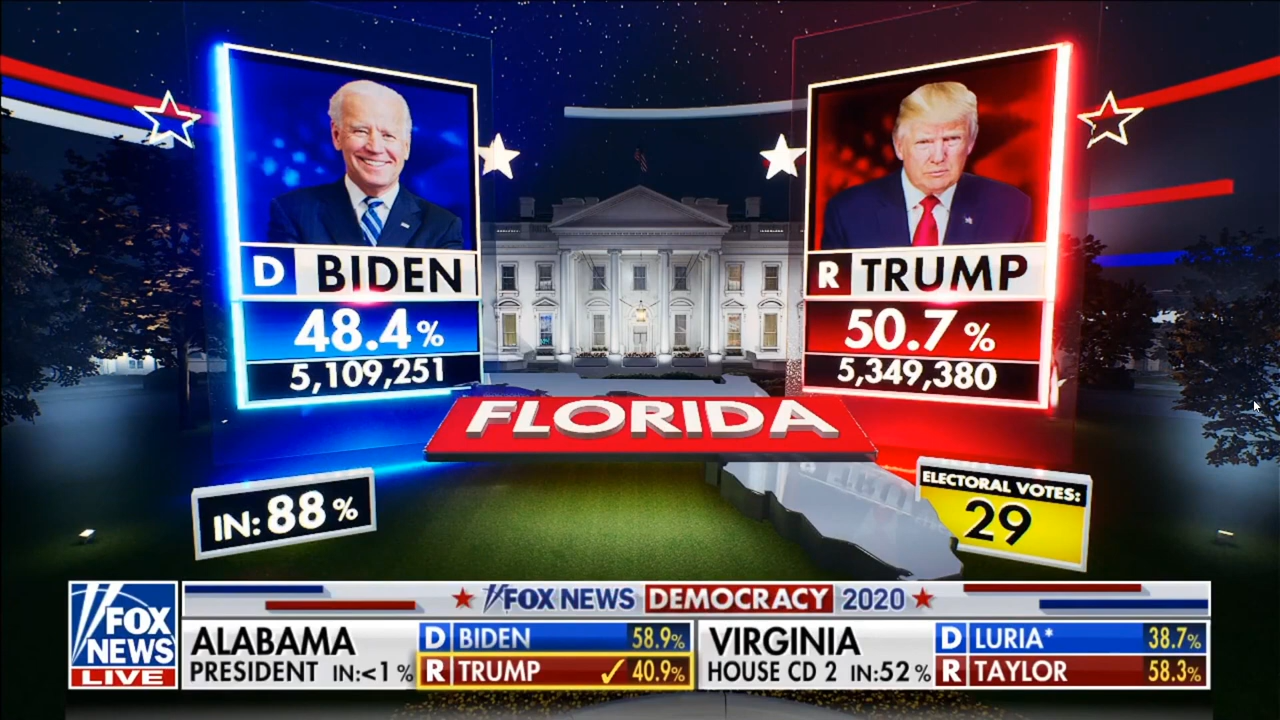 D BIDEN
48.4%
5,109,251
R TRUMP
50.7%
5,349,380
FLORIDA
IN: 88%
ELECTORAL VOTES:
29
FOX
NEWS
LIVE
FOX NEWS DEMOCRACY 2020
ALABAMA
PRESIDENT IN:<1%
D BIDEN 58.9%
R TRUMP ✓ 40.9%
VIRGINIA
HOUSE CD 2 IN:52%
D LURIA* 38.7%
R TAYLOR 58.3%